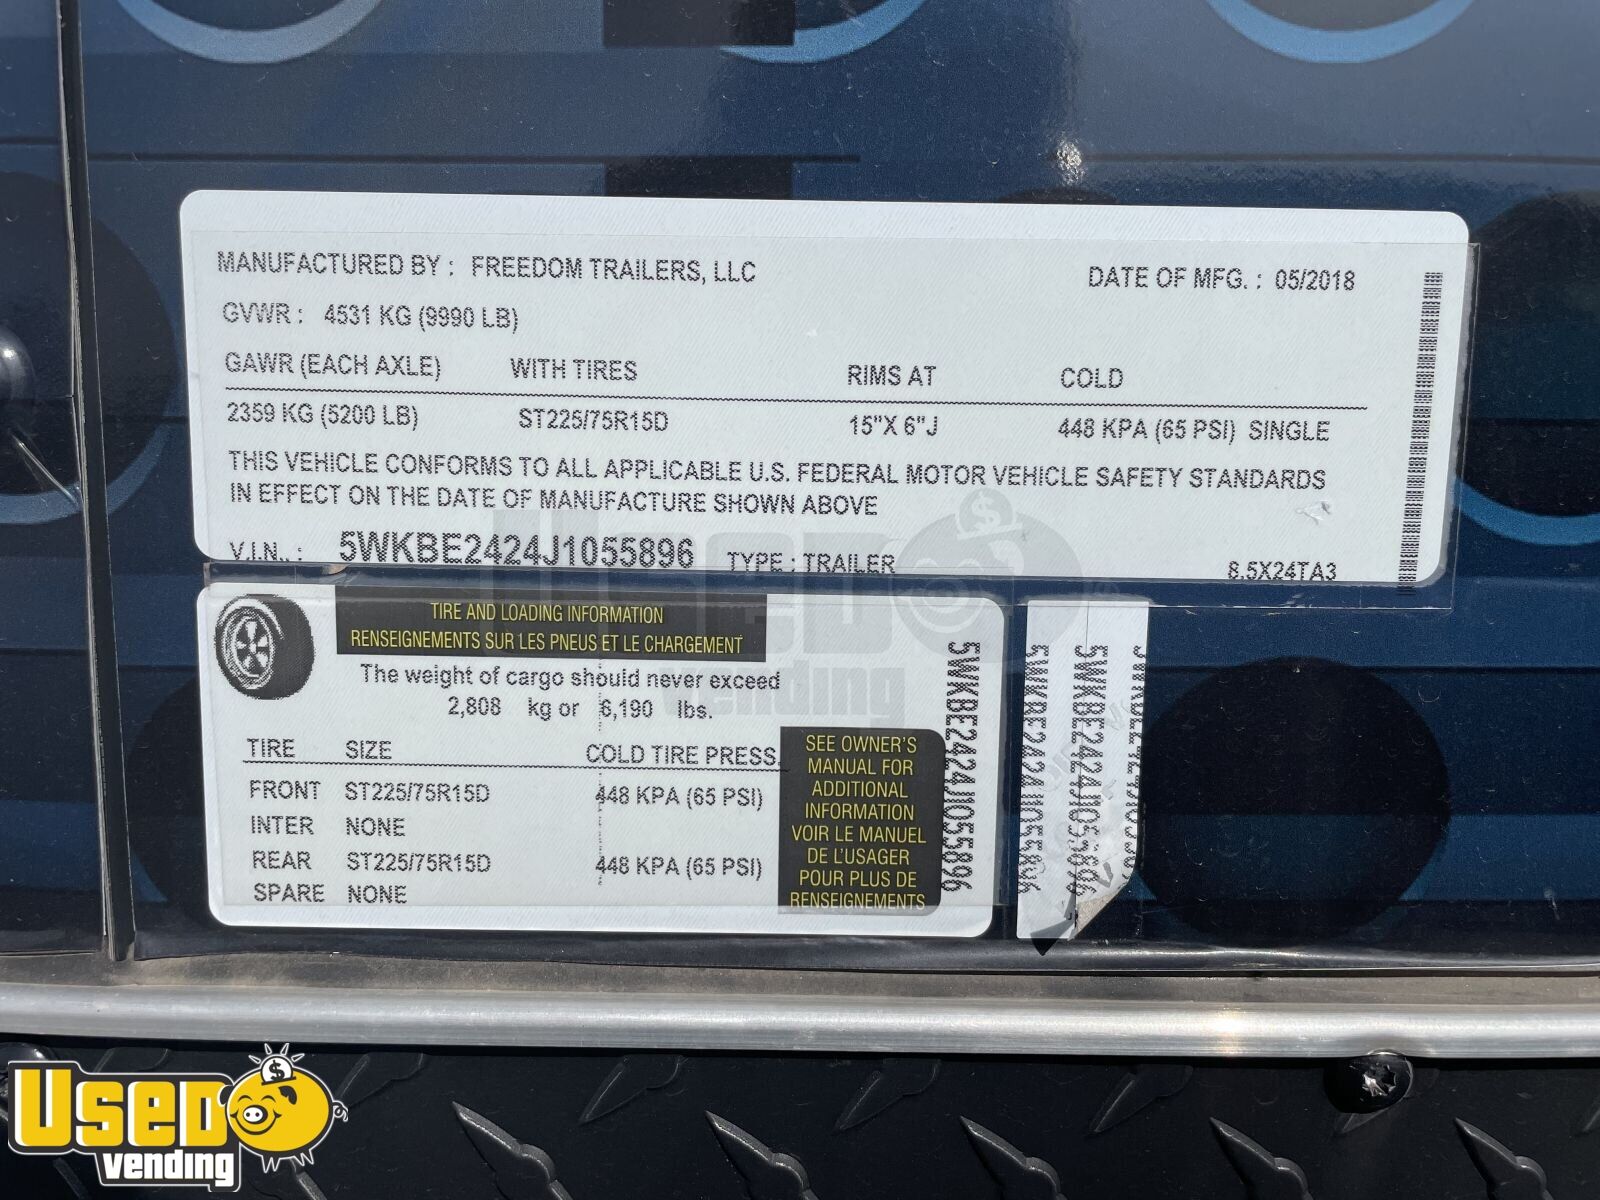 MANUFACTURED BY : FREEDOM TRAILERS, LLC DATE OF MFG. : 05/2018
GVWR : 4531 KG (9990 LB)
GAWR (EACH AXLE) WITH TIRES RIMS AT COLD
2359 KG (5200 LB) ST225/75R15D 15"X 6"J 448 KPA (65 PSI) SINGLE
THIS VEHICLE CONFORMS TO ALL APPLICABLE U.S. FEDERAL MOTOR VEHICLE SAFETY STANDARDS
IN EFFECT ON THE DATE OF MANUFACTURE SHOWN ABOVE
V.I.N.. : 5WKBE2424J1055896 TYPE : TRAILER 8.5X24TA3
TIRE AND LOADING INFORMATION
RENSEIGNEMENTS SUR LES PNEUS ET LE CHARGEMENT
The weight of cargo should never exceed
2,808 kg or 6,190 lbs.
TIRE SIZE COLD TIRE PRESS.
FRONT ST225/75R15D 448 KPA (65 PSI)
INTER NONE
REAR ST225/75R15D 448 KPA (65 PSI)
SPARE NONE
SEE OWNER'S
MANUAL FOR
ADDITIONAL
INFORMATION
VOIR LE MANUEL
DE L'USAGER
POUR PLUS DE
RENSEIGNEMENTS
5WKBE2424J1055896
5WKBE2424J1055896
5WKBE2424J1055896
USED
vending
USED
vending